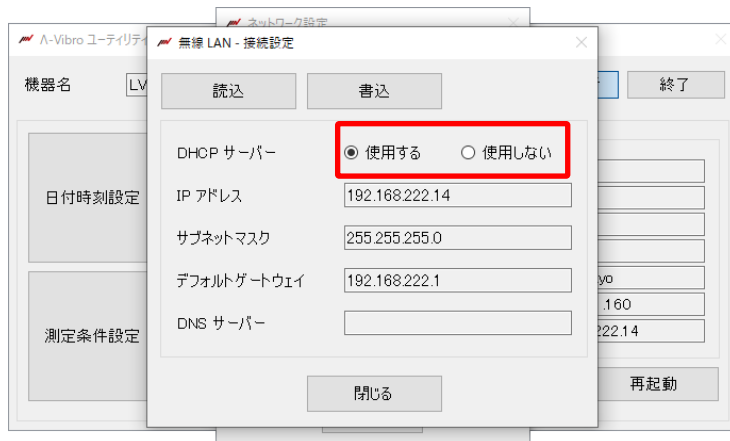 ネットワーク設定
Λ-Vibro ユーティリティ
無線 LAN - 接続設定
機器名
LV
終了
読込
書込
DHCP サーバー
使用する
使用しない
IP アドレス
192.168.222.14
サブネットマスク
255.255.255.0
デフォルトゲートウェイ
192.168.222.1
DNS サーバー
日付時刻設定
測定条件設定
yo
.160
222.14
閉じる
再起動